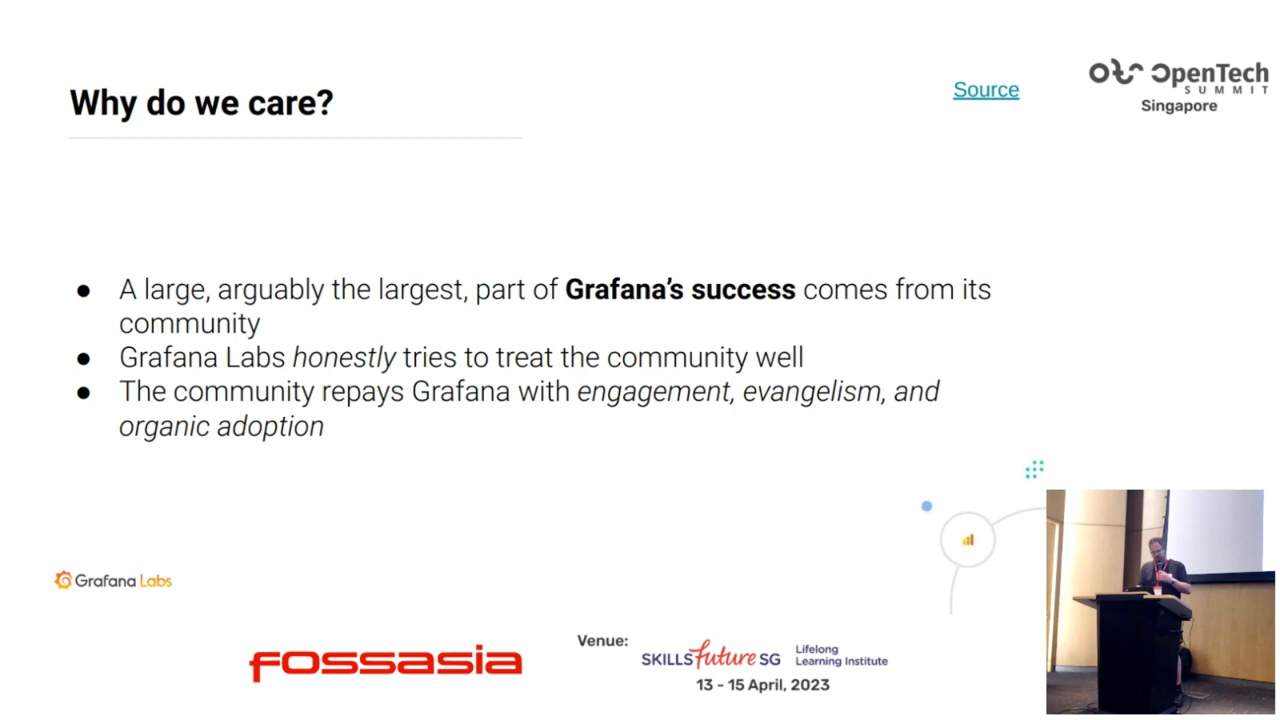 Why do we care?
Source
OpenTech
SUMMIT
Singapore
● A large, arguably the largest, part of Grafana's success comes from its
community
● Grafana Labs honestly tries to treat the community well
● The community repays Grafana with engagement, evangelism, and
organic adoption
Grafana Labs
fossasia
Venue:
SKILLSfuture SG
Lifelong
Learning Institute
13 - 15 April, 2023